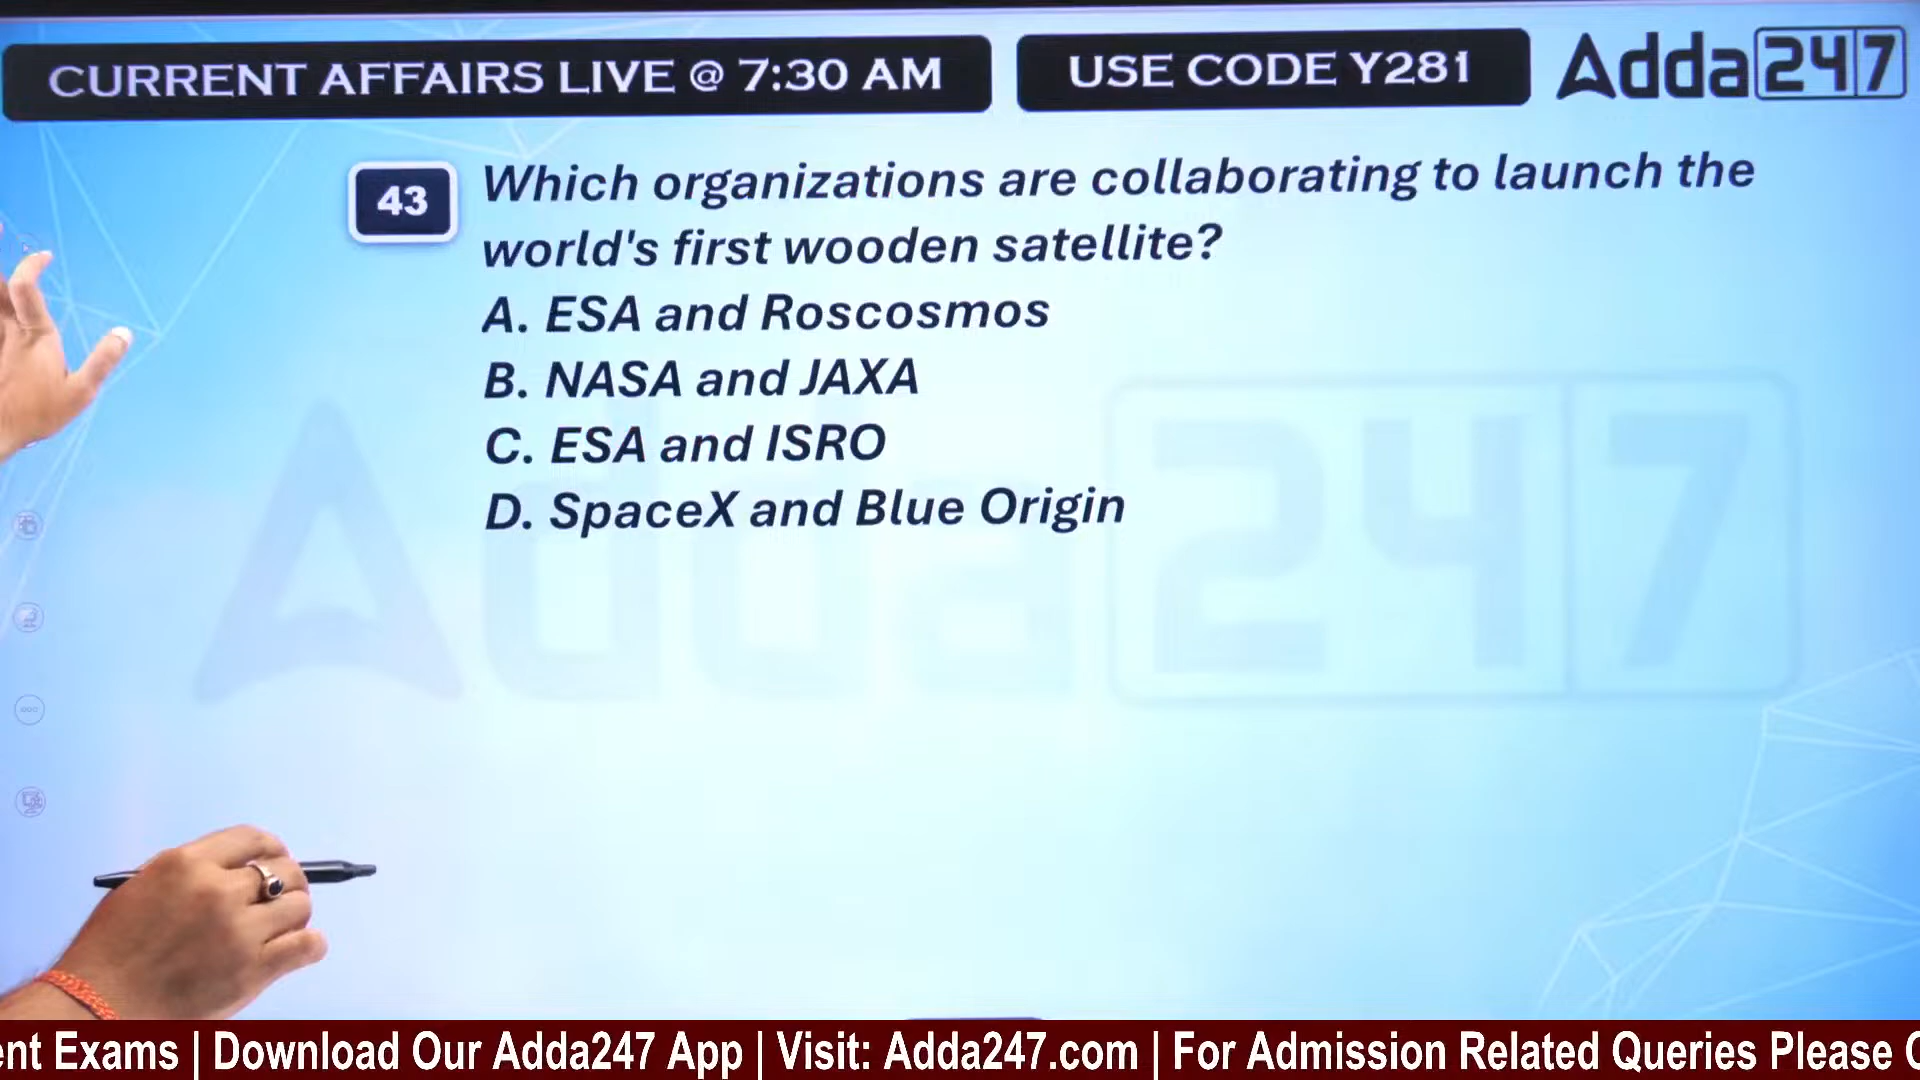 CURRENT AFFAIRS LIVE @ 7:30 AM
USE CODE Y281
Adda247
43
Which organizations are collaborating to launch the
world's first wooden satellite?
A. ESA and Roscosmos
B. NASA and JAXA
C. ESA and ISRO
D. SpaceX and Blue Origin
Adda247
ent Exams | Download Our Adda247 App | Visit: Adda247.com | For Admission Related Queries Please C